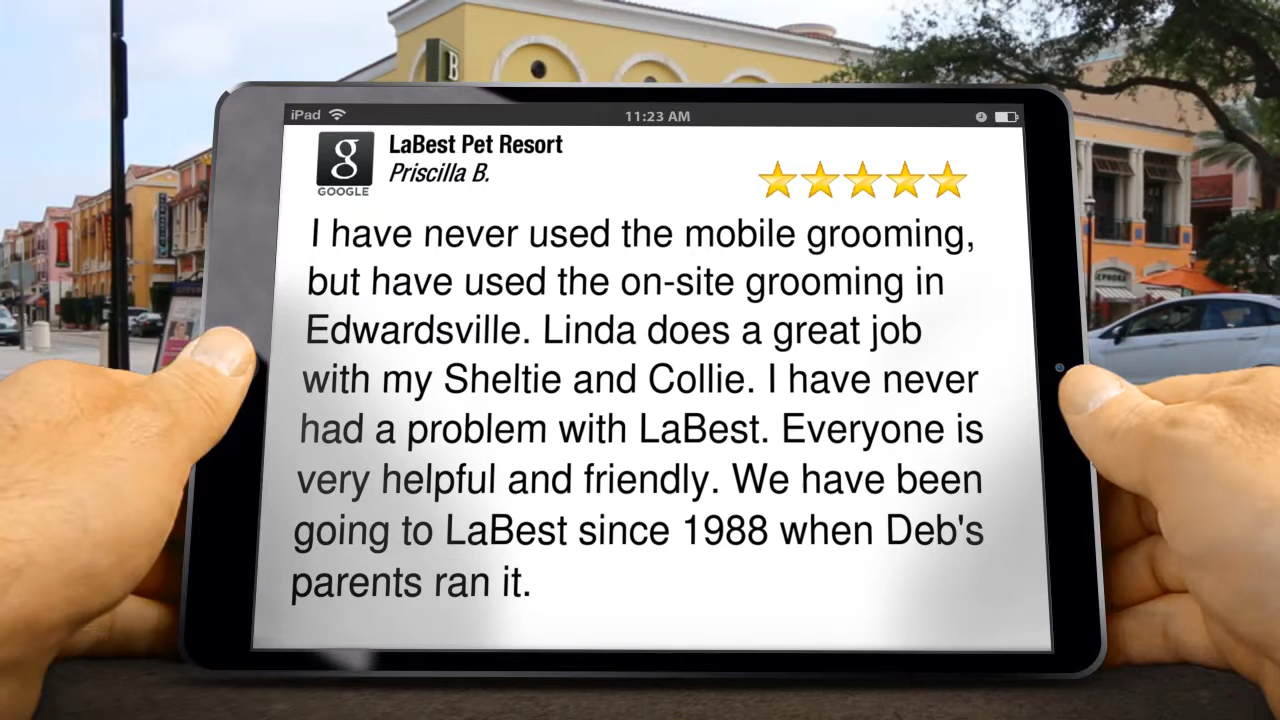 B
iPad
11:23 AM
g
GOOGLE
LaBest Pet Resort
Priscilla B.
I have never used the mobile grooming,
but have used the on-site grooming in
Edwardsville. Linda does a great job
with my Sheltie and Collie. I have never
had a problem with LaBest. Everyone is
very helpful and friendly. We have been
going to LaBest since 1988 when Deb's
parents ran it.
SEPHORA